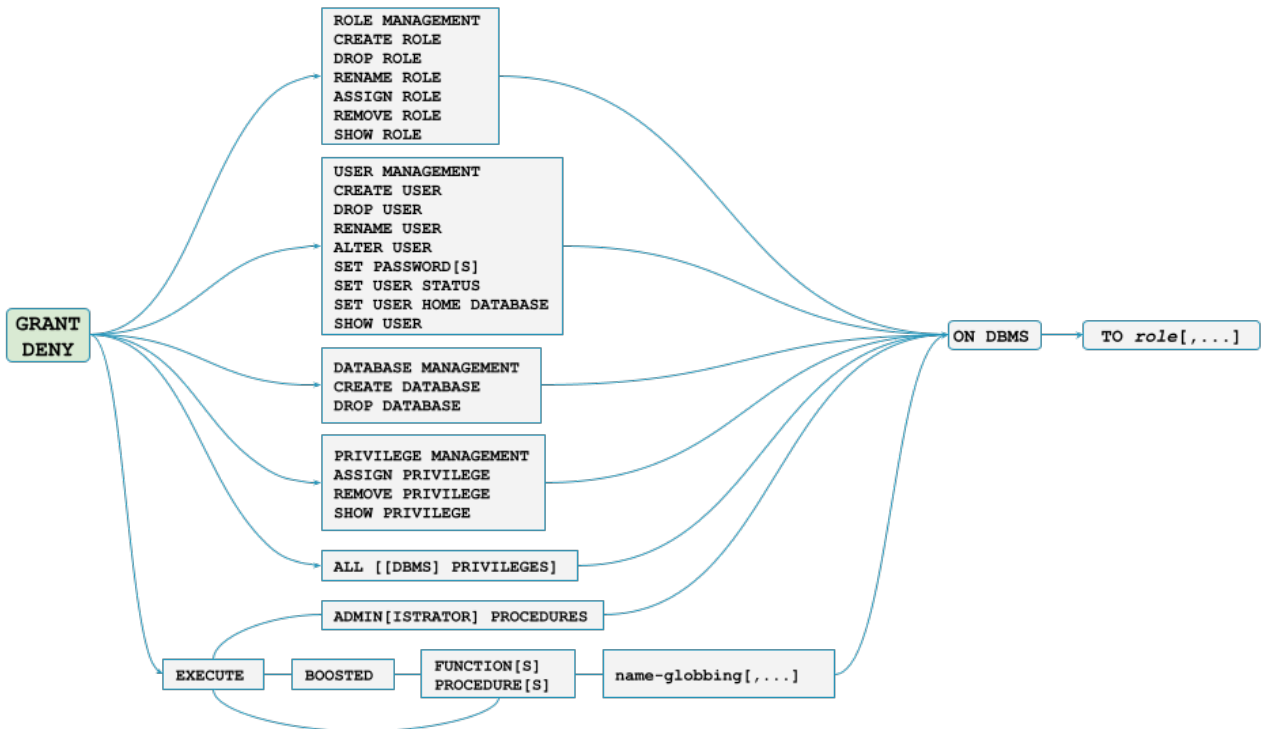 ROLE MANAGEMENT
CREATE ROLE
DROP ROLE
RENAME ROLE
ASSIGN ROLE
REMOVE ROLE
SHOW ROLE
USER MANAGEMENT
CREATE USER
DROP USER
RENAME USER
ALTER USER
SET PASSWORD[S]
SET USER STATUS
SET USER HOME DATABASE
SHOW USER
GRANT
DENY
ON DBMS
TO role[,...]
DATABASE MANAGEMENT
CREATE DATABASE
DROP DATABASE
PRIVILEGE MANAGEMENT
ASSIGN PRIVILEGE
REMOVE PRIVILEGE
SHOW PRIVILEGE
ALL [[DBMS] PRIVILEGES]
ADMIN[ISTRATOR] PROCEDURES
EXECUTE
BOOSTED
FUNCTION[S]
PROCEDURE[S]
name-globbing[,...]